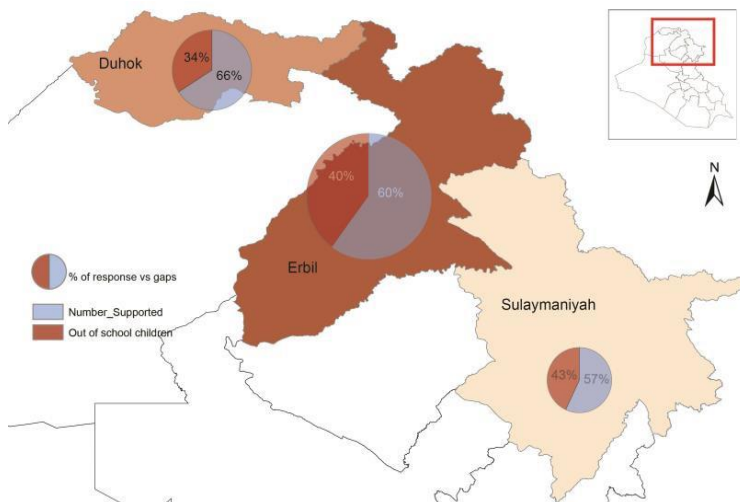 34%
Duhok
66%
N
40%
60%
Erbil
% of response vs gaps
Number_Supported
Out of school children
Sulaymaniyah
43%
57%